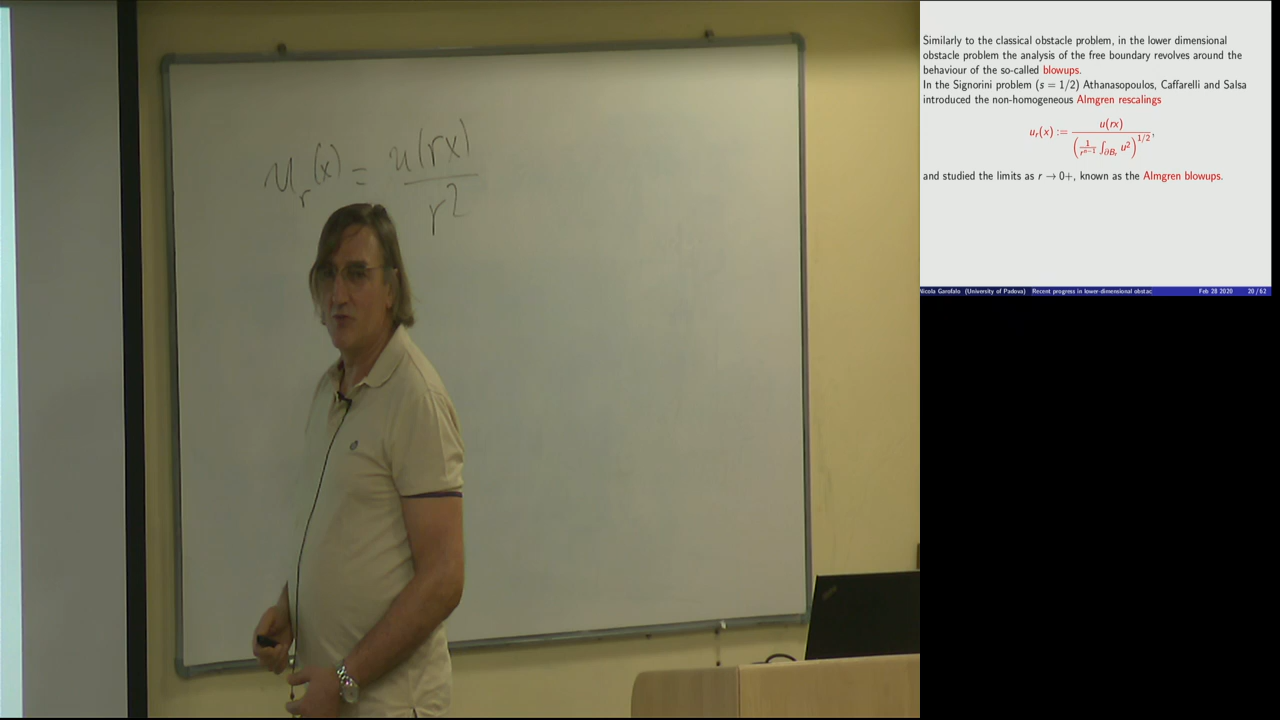 u_r(x) = u(rx) / r^2
Similarly to the classical obstacle problem, in the lower dimensional
obstacle problem the analysis of the free boundary revolves around the
behaviour of the so-called blowups.
In the Signorini problem (s = 1/2) Athanasopoulos, Caffarelli and Salsa
introduced the non-homogeneous Almgren rescalings
u_r(x) := u(rx) / (1/r^{n-1} ∫_{∂B_r} u^2)^{1/2},
and studied the limits as r → 0+, known as the Almgren blowups.
Nicola Garofalo (University of Padova) Recent progress in lower-dimensional obstac Feb 28 2020 20 / 62